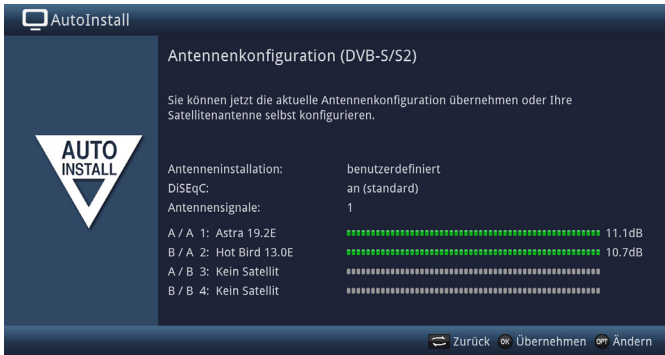 AutoInstall
Antennenkonfiguration (DVB-S/S2)
Sie können jetzt die aktuelle Antennenkonfiguration übernehmen oder Ihre
Satellitenantenne selbst konfigurieren.
AUTO
INSTALL
Antenneninstallation: benutzerdefiniert
DiSEqC: an (standard)
Antennensignale: 1
A / A 1: Astra 19.2E 11.1dB
B / A 2: Hot Bird 13.0E 10.7dB
A / B 3: Kein Satellit
B / B 4: Kein Satellit
Zurück OK Übernehmen OPT Ändern